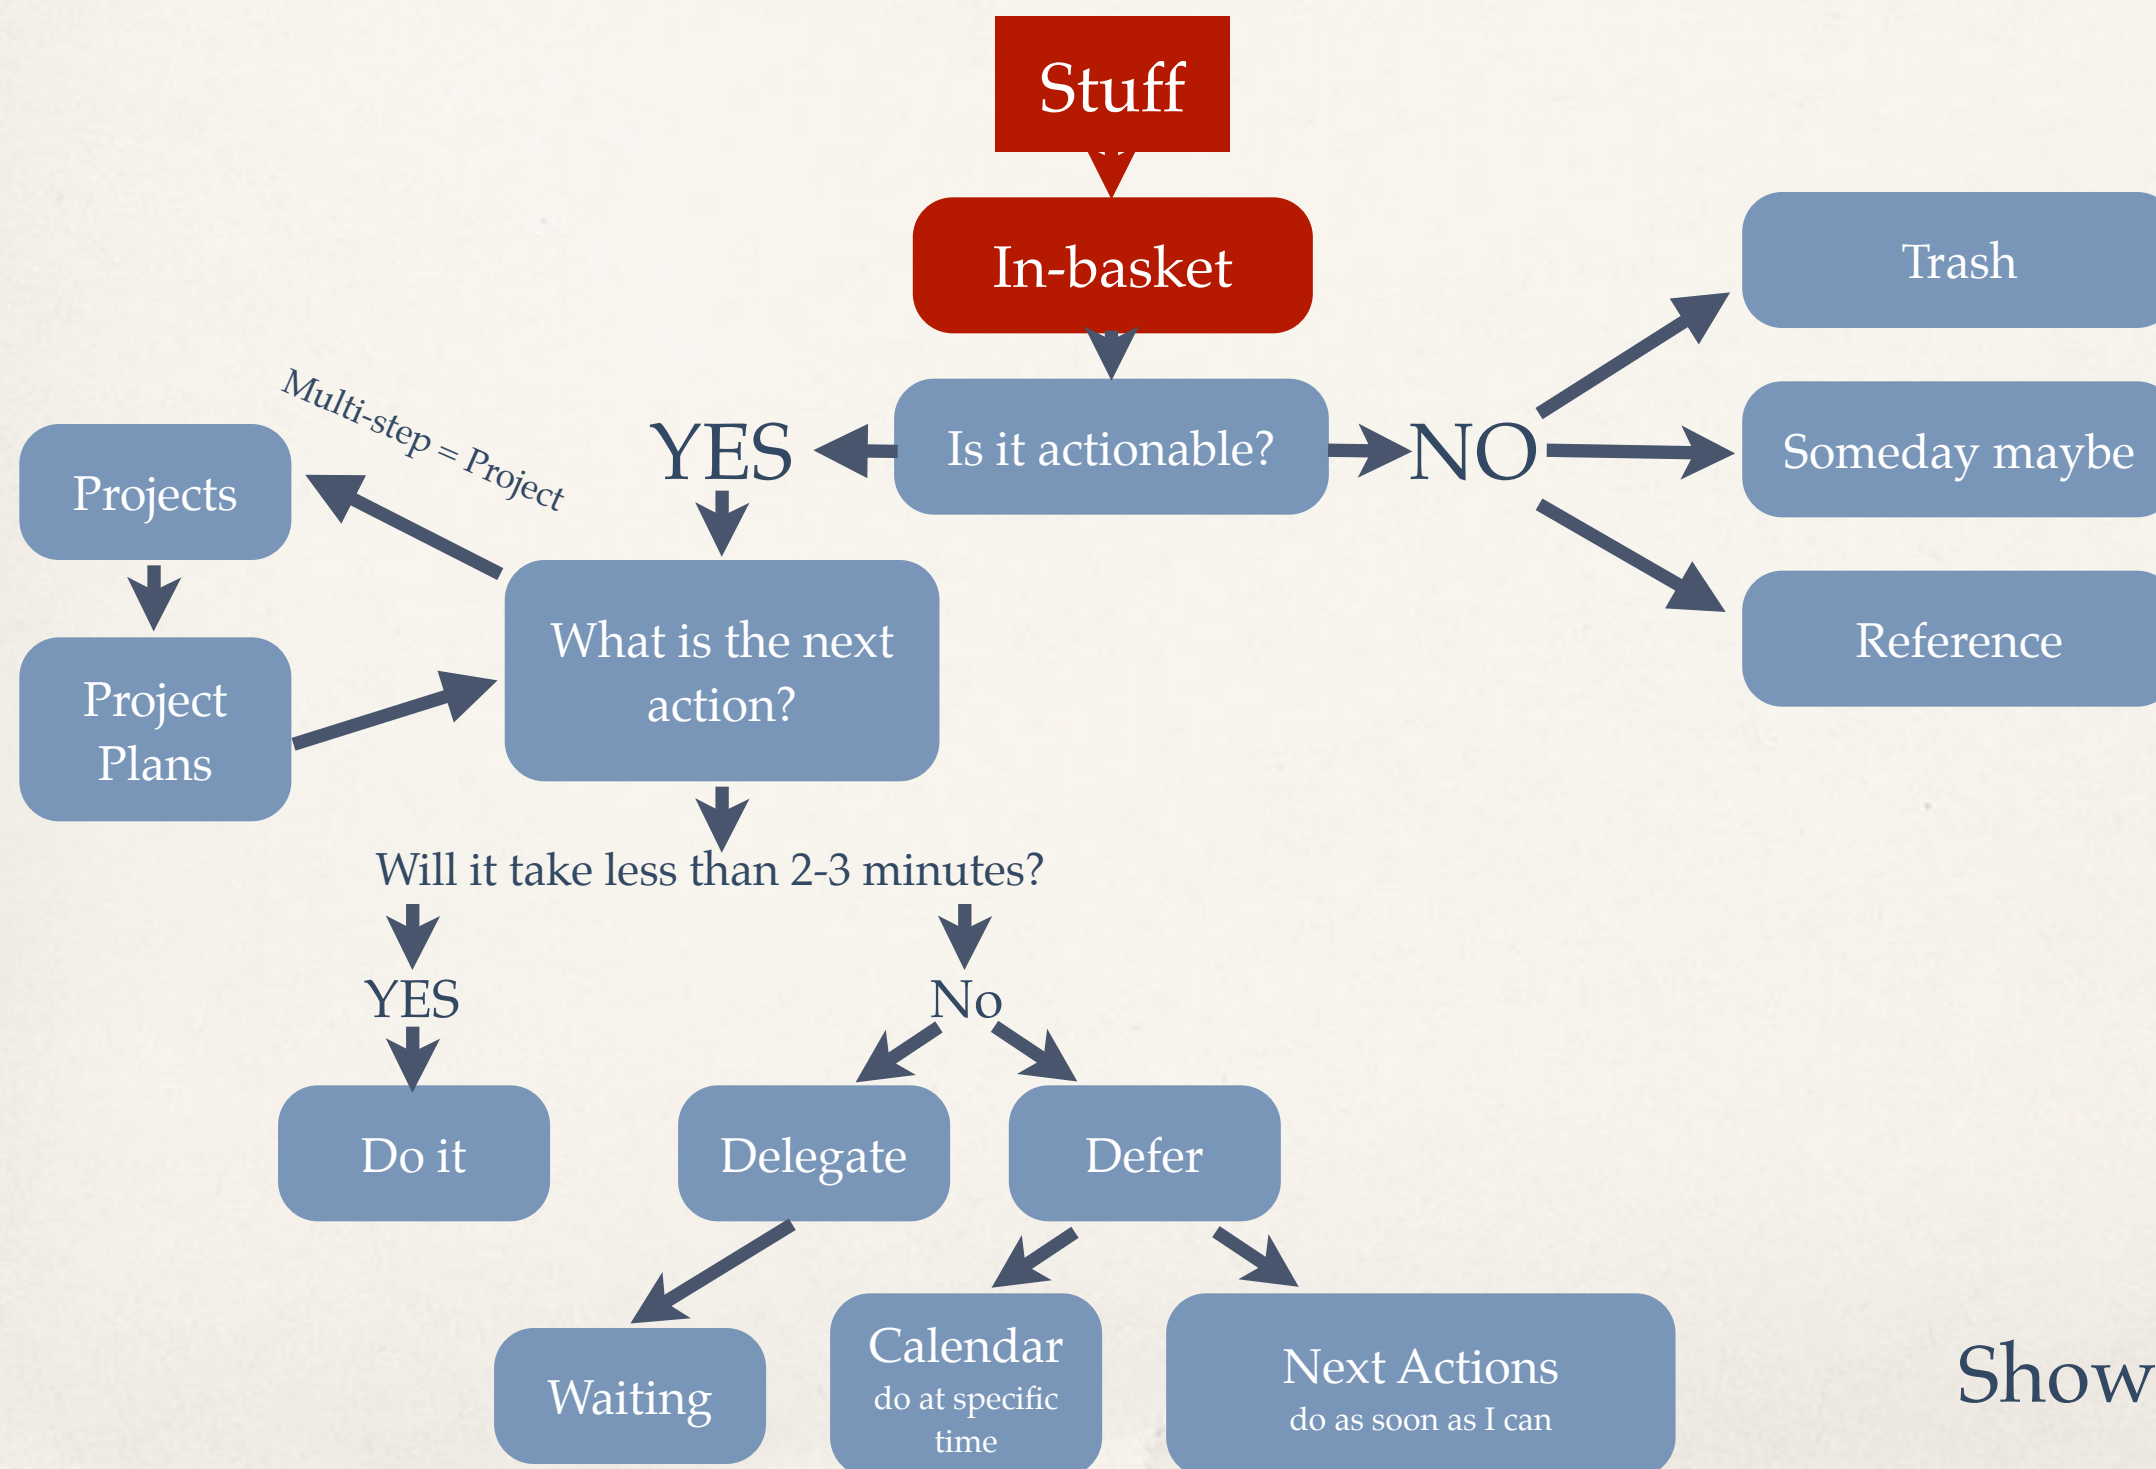 Stuff
In-basket
Trash
Multi-step = Project
YES
Is it actionable?
NO
Someday maybe
Projects
What is the next
action?
Reference
Project
Plans
Will it take less than 2-3 minutes?
YES
No
Do it
Delegate
Defer
Waiting
Calendar
do at specific
time
Next Actions
do as soon as I can
Show